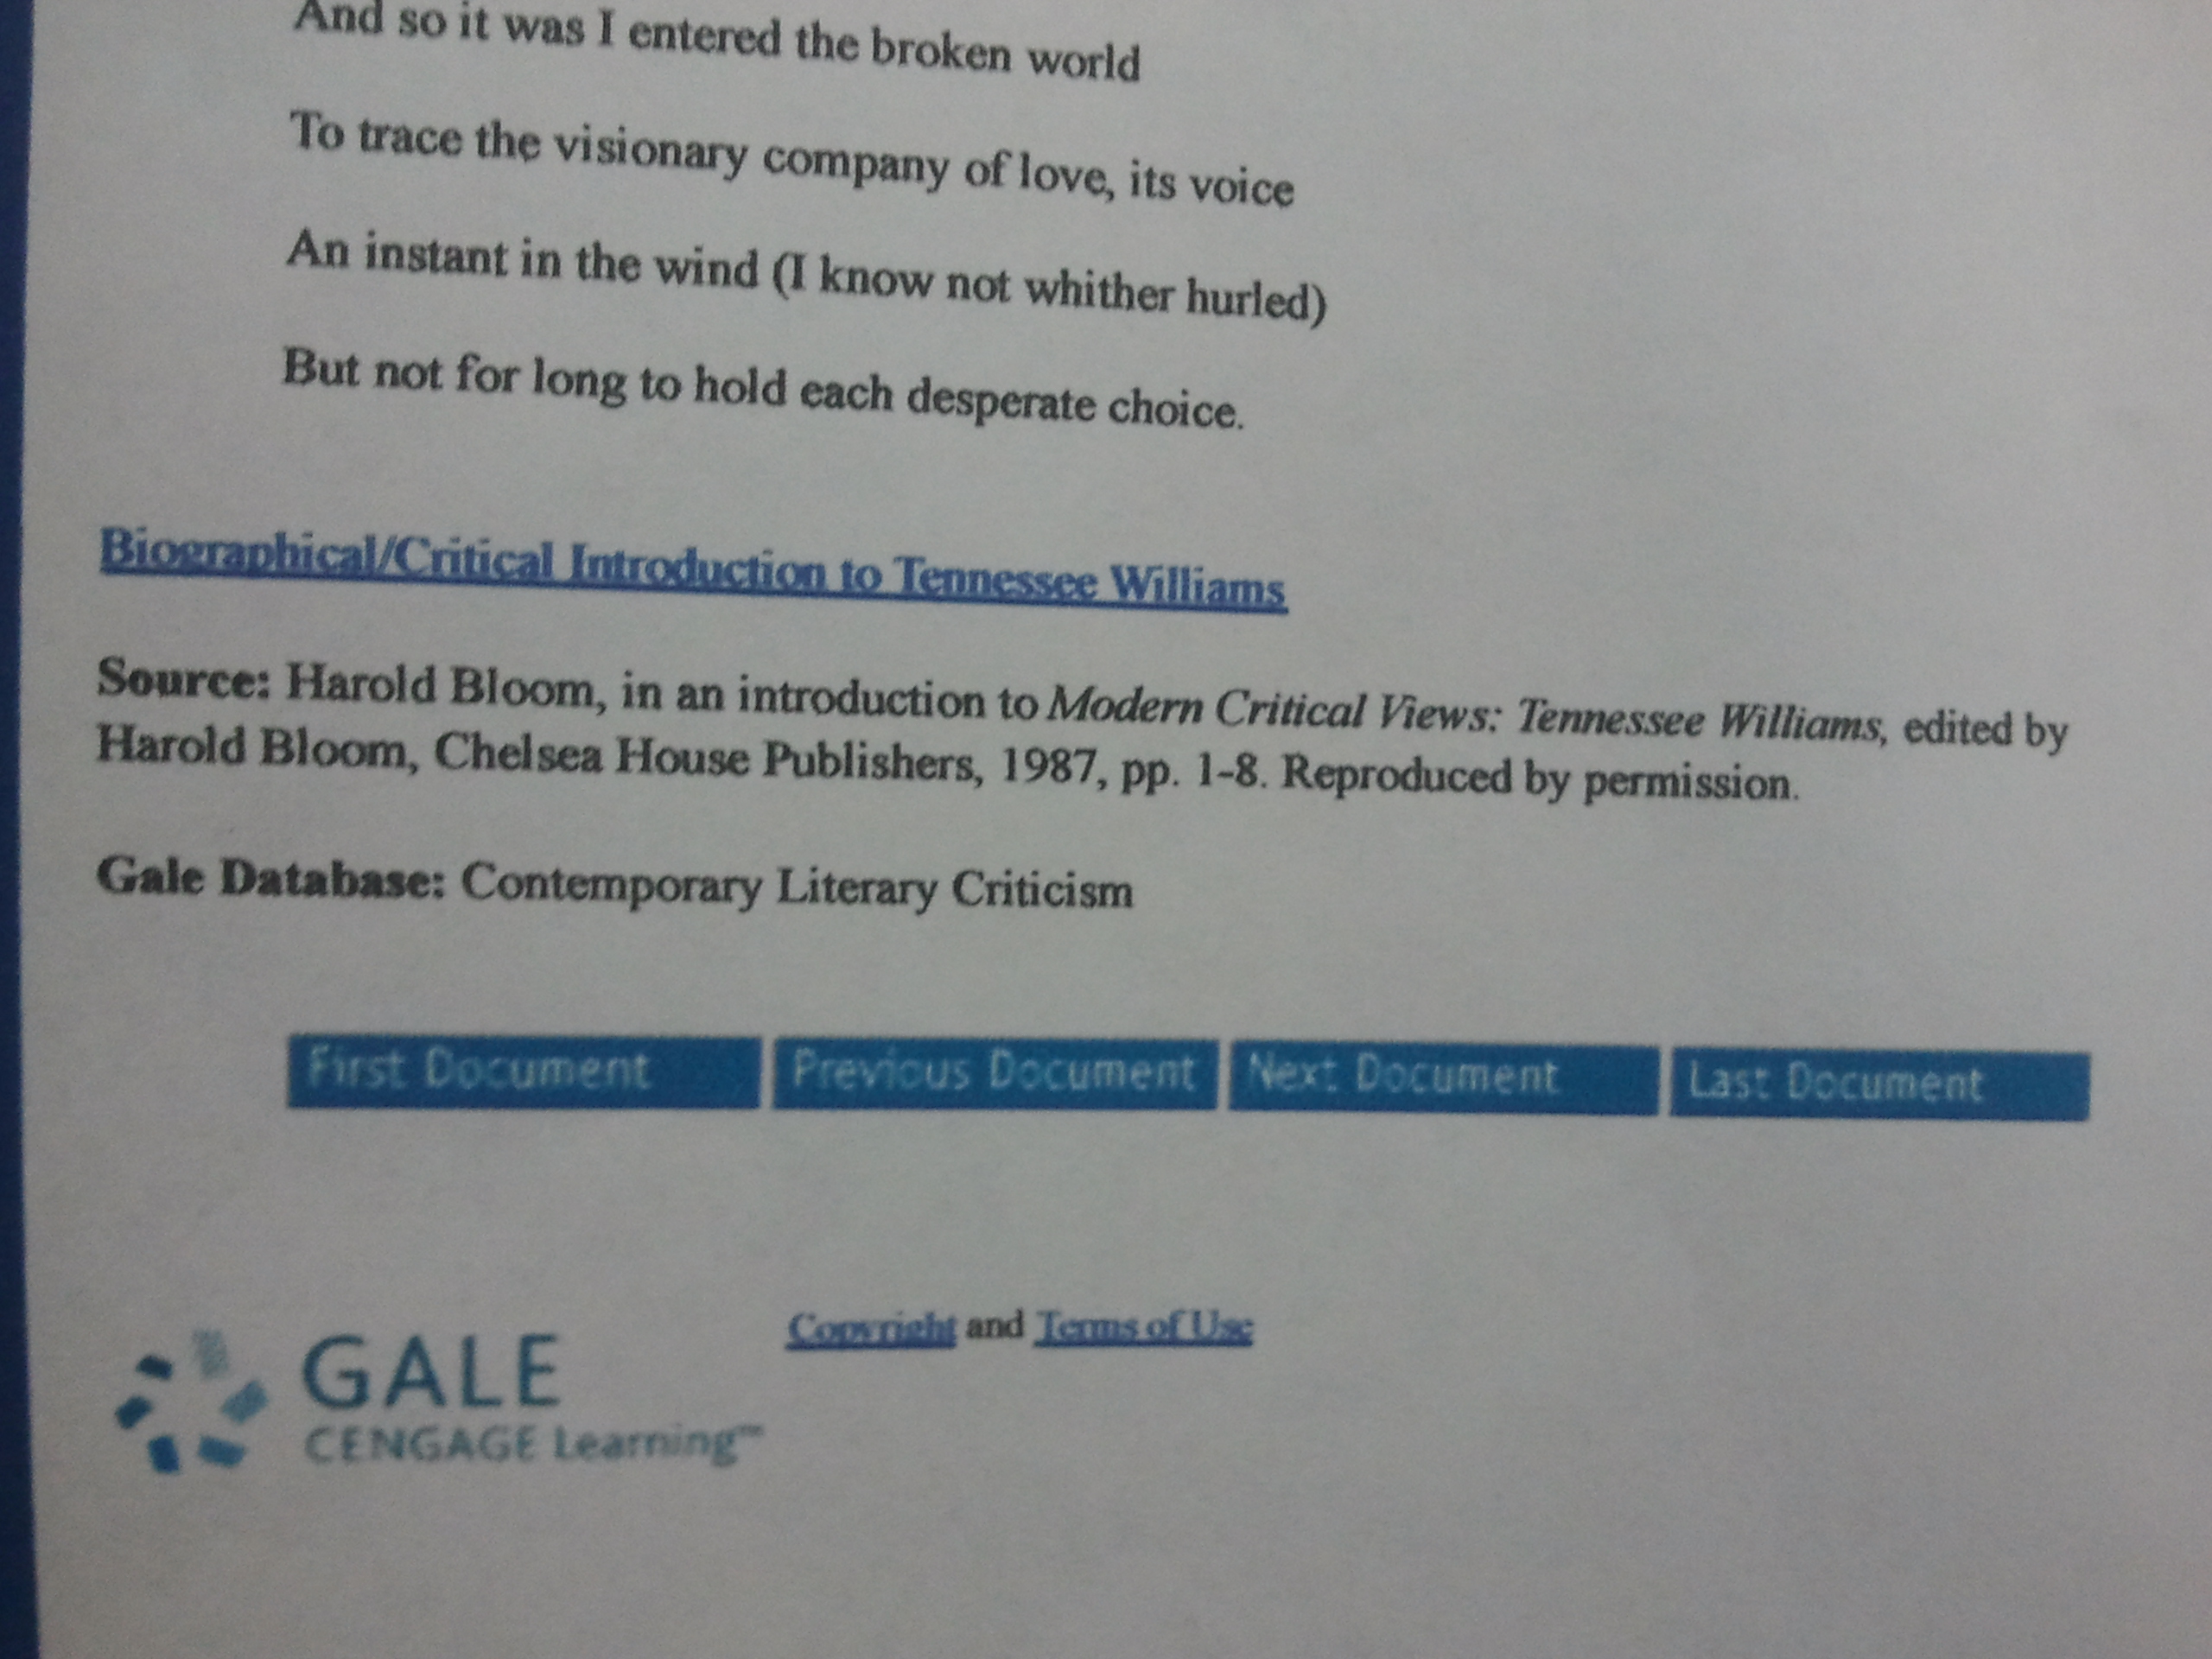 And so it was I entered the broken world
To trace the visionary company of love, its voice
An instant in the wind (I know not whither hurled)
But not for long to hold each desperate choice.
Biographical/Critical Introduction to Tennessee Williams
Source: Harold Bloom, in an introduction to Modern Critical Views: Tennessee Williams, edited by
Harold Bloom, Chelsea House Publishers, 1987, pp. 1-8. Reproduced by permission.
Gale Database: Contemporary Literary Criticism
First Document Previous Document Next Document Last Document
Copyright and Terms of Use
GALE
CENGAGE Learning™